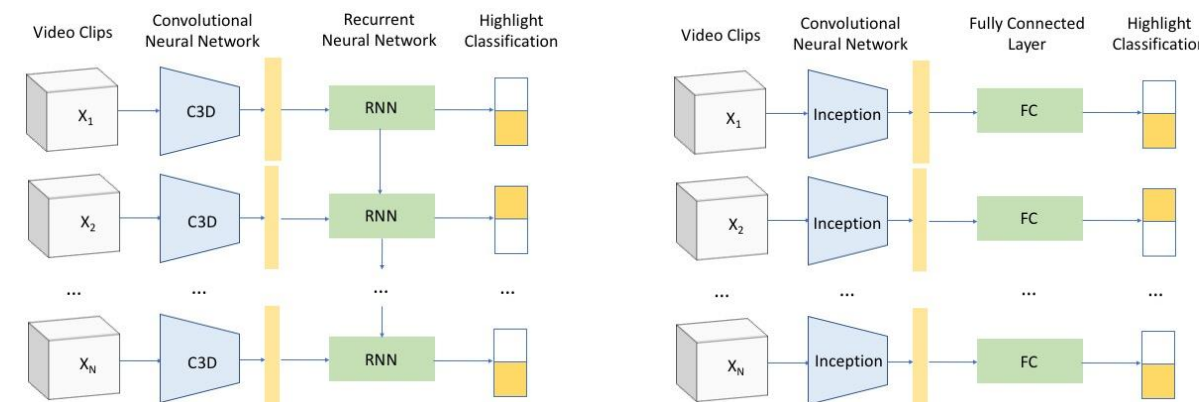 Video Clips
Convolutional
Neural Network
Recurrent
Neural Network
Highlight
Classification
X1
C3D
RNN
X2
C3D
RNN
...
...
...
...
XN
C3D
RNN
Video Clips
Convolutional
Neural Network
Fully Connected
Layer
Highlight
Classification
X1
Inception
FC
X2
Inception
FC
...
...
...
...
XN
Inception
FC